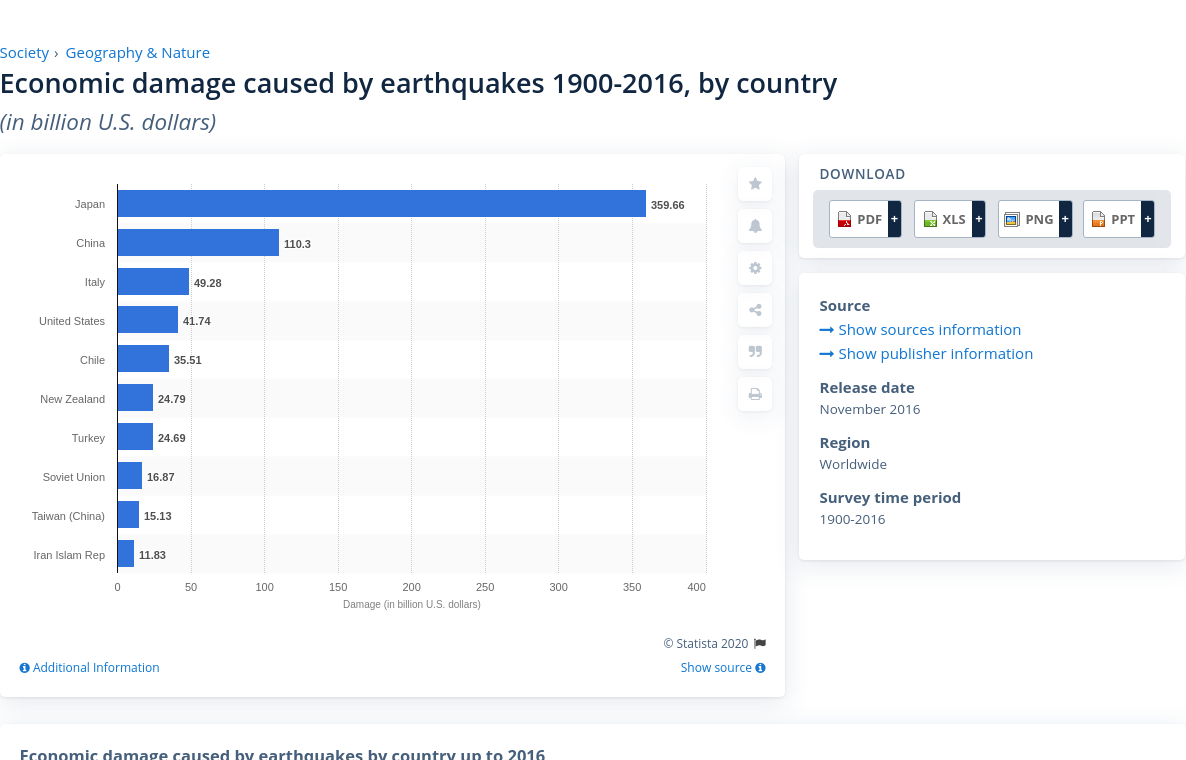 Society › Geography & Nature
Economic damage caused by earthquakes 1900-2016, by country
(in billion U.S. dollars)
Japan 359.66
China 110.3
Italy 49.28
United States 41.74
Chile 35.51
New Zealand 24.79
Turkey 24.69
Soviet Union 16.87
Taiwan (China) 15.13
Iran Islam Rep 11.83
0 50 100 150 200 250 300 350 400
Damage (in billion U.S. dollars)
© Statista 2020
Additional Information
Show source
DOWNLOAD
PDF + XLS + PNG + PPT +
Source
Show sources information
Show publisher information
Release date
November 2016
Region
Worldwide
Survey time period
1900-2016
Economic damage caused by earthquakes by country up to 2016